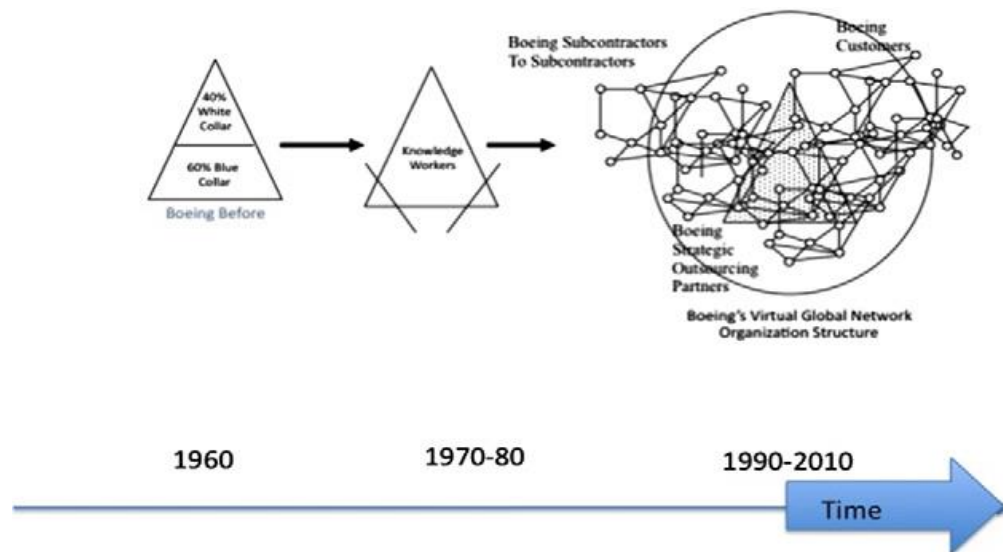 40%
White
Collar
60% Blue
Collar
Boeing Before
Knowledge
Workers
Boeing Subcontractors
To Subcontractors
Boeing
Customers
Boeing
Strategic
Outsourcing
Partners
Boeing's Virtual Global Network
Organization Structure
1960
1970-80
1990-2010
Time